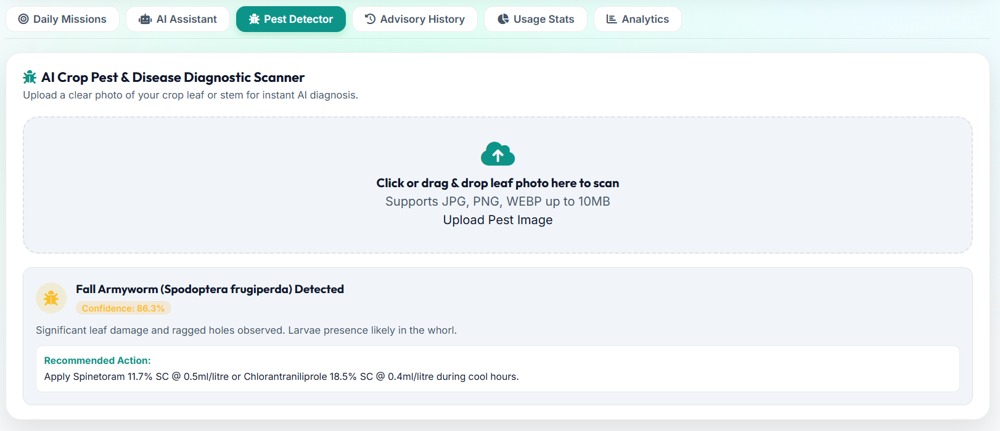 Daily Missions
AI Assistant
Pest Detector
Advisory History
Usage Stats
Analytics
AI Crop Pest & Disease Diagnostic Scanner
Upload a clear photo of your crop leaf or stem for instant AI diagnosis.
Click or drag & drop leaf photo here to scan
Supports JPG, PNG, WEBP up to 10MB
Upload Pest Image
Fall Armyworm (Spodoptera frugiperda) Detected
Confidence: 86.3%
Significant leaf damage and ragged holes observed. Larvae presence likely in the whorl.
Recommended Action:
Apply Spinetoram 11.7% SC @ 0.5ml/litre or Chlorantraniliprole 18.5% SC @ 0.4ml/litre during cool hours.